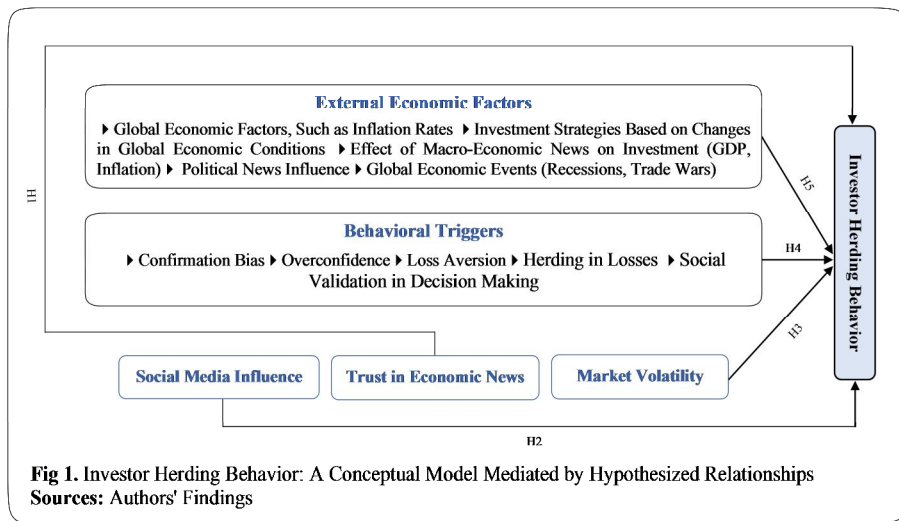 External Economic Factors
▶ Global Economic Factors, Such as Inflation Rates ▶ Investment Strategies Based on Changes
in Global Economic Conditions ▶ Effect of Macro-Economic News on Investment (GDP,
Inflation) ▶ Political News Influence ▶ Global Economic Events (Recessions, Trade Wars)
H1
H5
Behavioral Triggers
▶ Confirmation Bias ▶ Overconfidence ▶ Loss Aversion ▶ Herding in Losses ▶ Social
Validation in Decision Making
H4
Investor Herding Behavior
H3
Social Media Influence
Trust in Economic News
Market Volatility
H2
Fig 1. Investor Herding Behavior: A Conceptual Model Mediated by Hypothesized Relationships
Sources: Authors' Findings